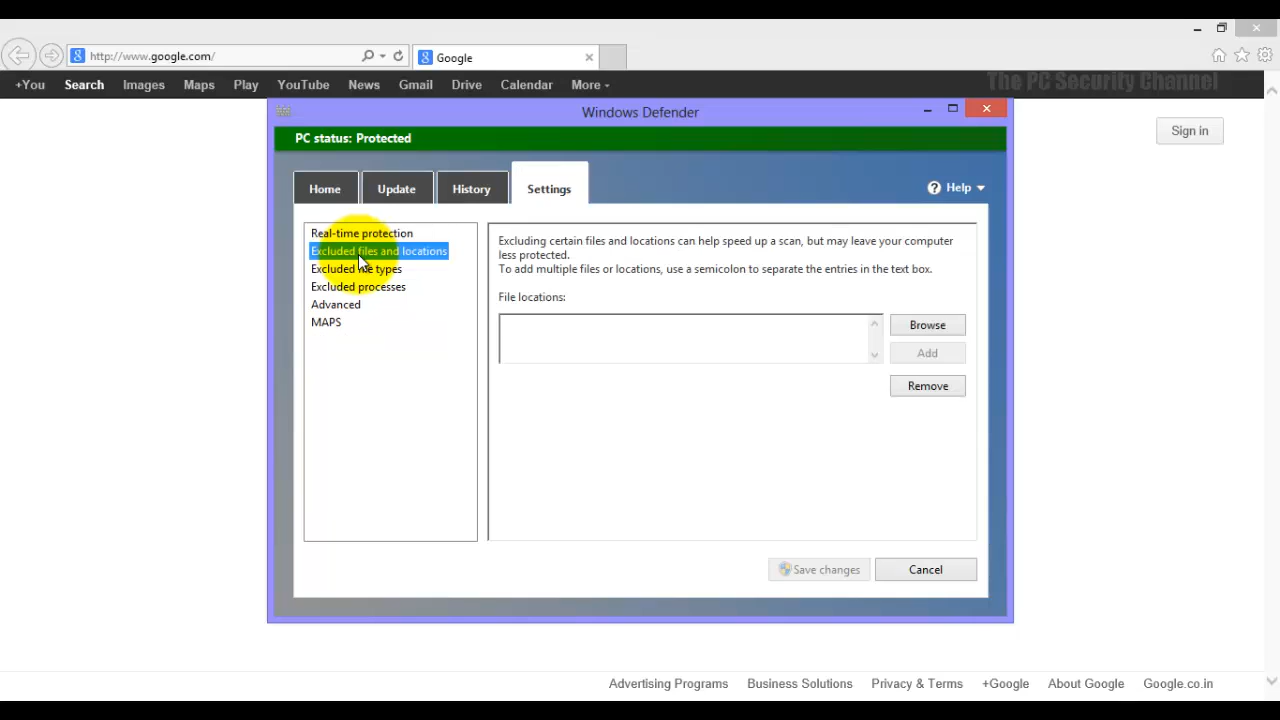 http://www.google.com/
Google
+You Search Images Maps Play YouTube News Gmail Drive Calendar More
The PC Security Channel
Sign in
Windows Defender
PC status: Protected
Home Update History Settings
Help
Real-time protection
Excluded files and locations
Excluded file types
Excluded processes
Advanced
MAPS
Excluding certain files and locations can help speed up a scan, but may leave your computer
less protected.
To add multiple files or locations, use a semicolon to separate the entries in the text box.
File locations:
Browse
Add
Remove
Save changes
Cancel
Advertising Programs Business Solutions Privacy & Terms +Google About Google Google.co.in